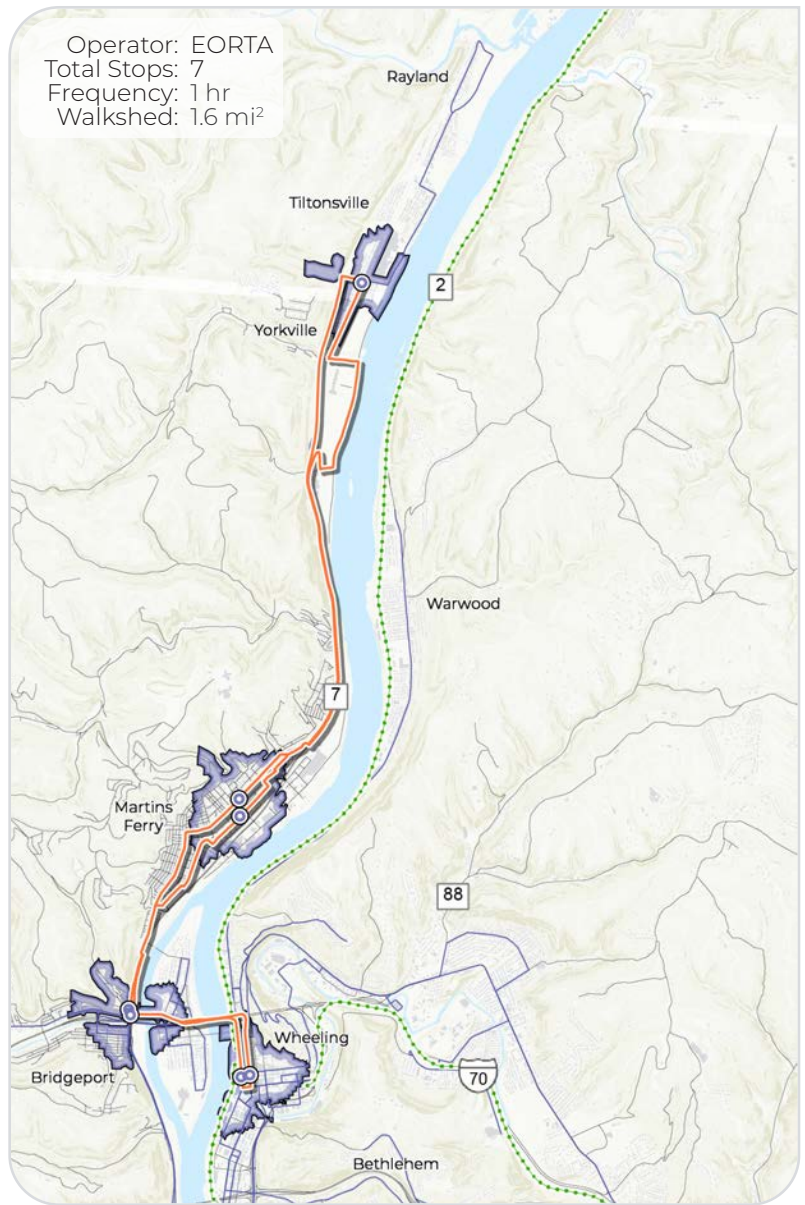 Operator: EORTA
Total Stops: 7
Frequency: 1 hr
Walkshed: 1.6 mi²
Rayland
Tiltonsville
2
Yorkville
Warwood
7
Martins
Ferry
88
Wheeling
Bridgeport
70
Bethlehem